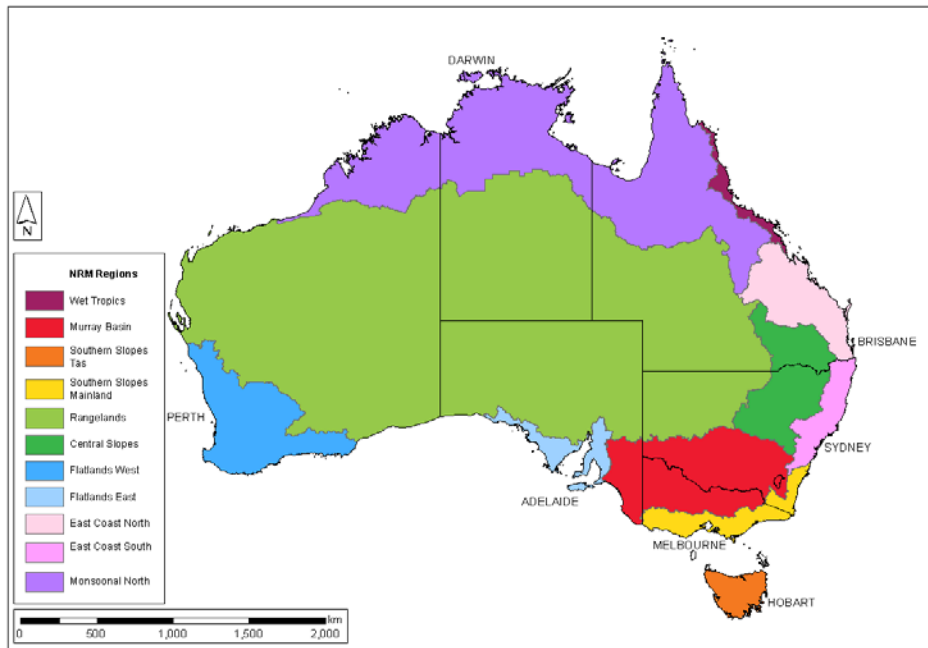 DARWIN
N
NRM Regions
Wet Tropics
Murray Basin
Southern Slopes
Tas
Southern Slopes
Mainland
Rangelands
Central Slopes
Flatlands West
Flatlands East
East Coast North
East Coast South
Monsoonal North
BRISBANE
PERTH
SYDNEY
ADELAIDE
MELBOURNE
HOBART
km
0 500 1,000 1,500 2,000